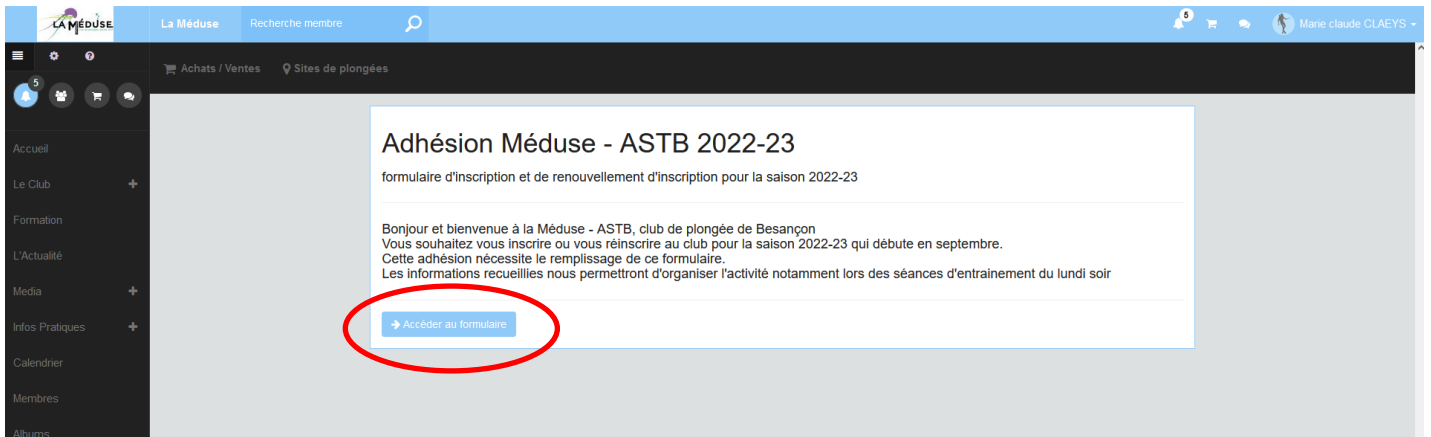 LA MÉDUSE
La Méduse
Recherche membre
5
Marie claude CLAEYS
5
Achats / Ventes
Sites de plongées
Accueil
Le Club
Formation
L'Actualité
Media
Infos Pratiques
Calendrier
Membres
Albums
Adhésion Méduse - ASTB 2022-23
formulaire d'inscription et de renouvellement d'inscription pour la saison 2022-23
Bonjour et bienvenue à la Méduse - ASTB, club de plongée de Besançon
Vous souhaitez vous inscrire ou vous réinscrire au club pour la saison 2022-23 qui débute en septembre.
Cette adhésion nécessite le remplissage de ce formulaire.
Les informations recueillies nous permettront d'organiser l'activité notamment lors des séances d'entrainement du lundi soir
Accéder au formulaire